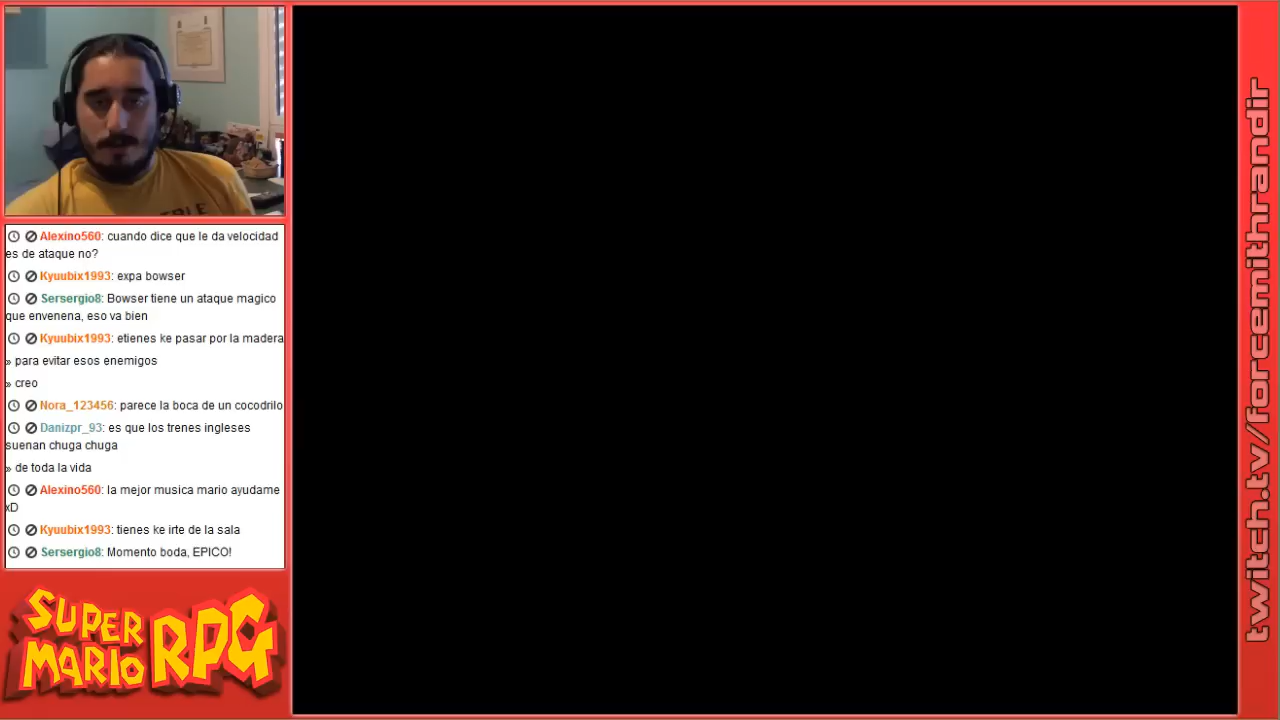 Alexino560: cuando dice que le da velocidad
es de ataque no?
Kyuubix1993: expa bowser
Sersergio8: Bowser tiene un ataque magico
que envenena, eso va bien
Kyuubix1993: etienes ke pasar por la madera
» para evitar esos enemigos
» creo
Nora_123456: parece la boca de un cocodrilo
Danizpr_93: es que los trenes ingleses
suenan chuga chuga
» de toda la vida
Alexino560: la mejor musica mario ayudame
xD
Kyuubix1993: tienes ke irte de la sala
Sersergio8: Momento boda, EPICO!
SUPER
MARIO
RPG
twitch.tv/forcemithrandir